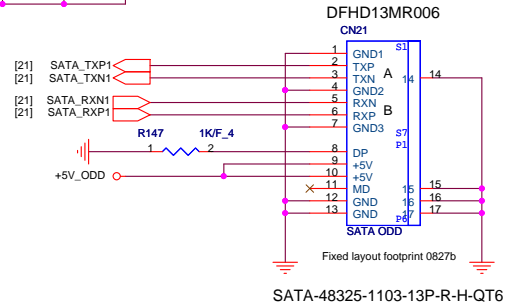 DFHD13MR006
CN21
1 GND1 S1
[21] SATA_TXP1 2 TXP
[21] SATA_TXN1 3 TXN A 14 14
4 GND2
[21] SATA_RXN1 5 RXN B
[21] SATA_RXP1 6 RXP
7 GND3 S7
P1
R147 1K/F_4
1 2 8 DP
9 +5V
+5V_ODD 10 +5V
11 MD 15 15
12 GND 16 16
13 GND 17 17
P6
SATA ODD
Fixed layout footprint 0827b
SATA-48325-1103-13P-R-H-QT6